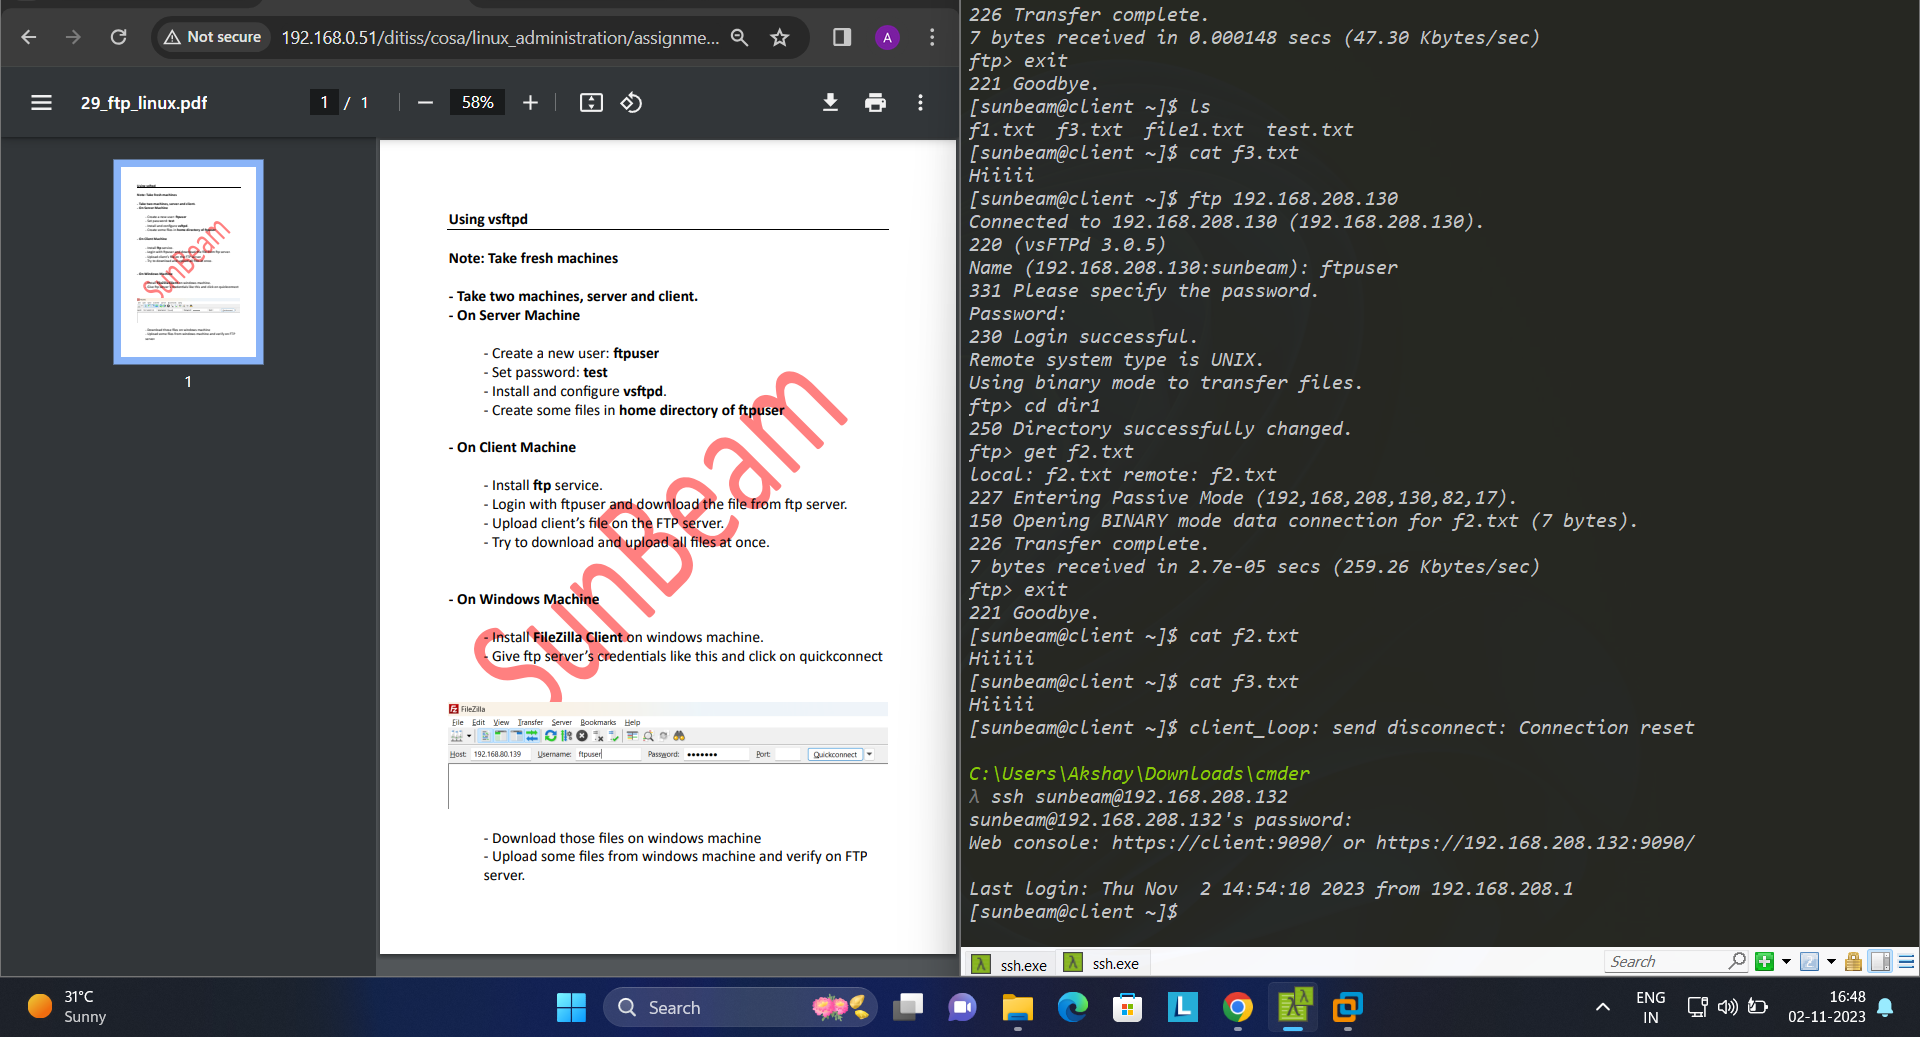 Not secure
192.168.0.51/ditiss/cosa/linux_administration/assignme...
A
29_ftp_linux.pdf
1 / 1
58%
1
Using vsftpd
Note: Take fresh machines
- Take two machines, server and client.
- On Server Machine
- Create a new user: ftpuser
- Set password: test
- Install and configure vsftpd.
- Create some files in home directory of ftpuser
- On Client Machine
- Install ftp service.
- Login with ftpuser and download the file from ftp server.
- Upload client’s file on the FTP server.
- Try to download and upload all files at once.
- On Windows Machine
- Install FileZilla Client on windows machine.
- Give ftp server’s credentials like this and click on quickconnect
SunBeam
FileZilla
File Edit View Transfer Server Bookmarks Help
Host: 192.168.80.139 Username: ftpuser Password: ●●●●●●● Port: Quickconnect
- Download those files on windows machine
- Upload some files from windows machine and verify on FTP
server.
226 Transfer complete.
7 bytes received in 0.000148 secs (47.30 Kbytes/sec)
ftp> exit
221 Goodbye.
[sunbeam@client ~]$ ls
f1.txt  f3.txt  file1.txt  test.txt
[sunbeam@client ~]$ cat f3.txt
Hiiiii
[sunbeam@client ~]$ ftp 192.168.208.130
Connected to 192.168.208.130 (192.168.208.130).
220 (vsFTPd 3.0.5)
Name (192.168.208.130:sunbeam): ftpuser
331 Please specify the password.
Password:
230 Login successful.
Remote system type is UNIX.
Using binary mode to transfer files.
ftp> cd dir1
250 Directory successfully changed.
ftp> get f2.txt
local: f2.txt remote: f2.txt
227 Entering Passive Mode (192,168,208,130,82,17).
150 Opening BINARY mode data connection for f2.txt (7 bytes).
226 Transfer complete.
7 bytes received in 2.7e-05 secs (259.26 Kbytes/sec)
ftp> exit
221 Goodbye.
[sunbeam@client ~]$ cat f2.txt
Hiiiii
[sunbeam@client ~]$ cat f3.txt
Hiiiii
[sunbeam@client ~]$ client_loop: send disconnect: Connection reset
C:\Users\Akshay\Downloads\cmder
λ ssh sunbeam@192.168.208.132
sunbeam@192.168.208.132's password:
Web console: https://client:9090/ or https://192.168.208.132:9090/
Last login: Thu Nov  2 14:54:10 2023 from 192.168.208.1
[sunbeam@client ~]$
ssh.exe
ssh.exe
Search
31°C
Sunny
Search
ENG
IN
16:48
02-11-2023